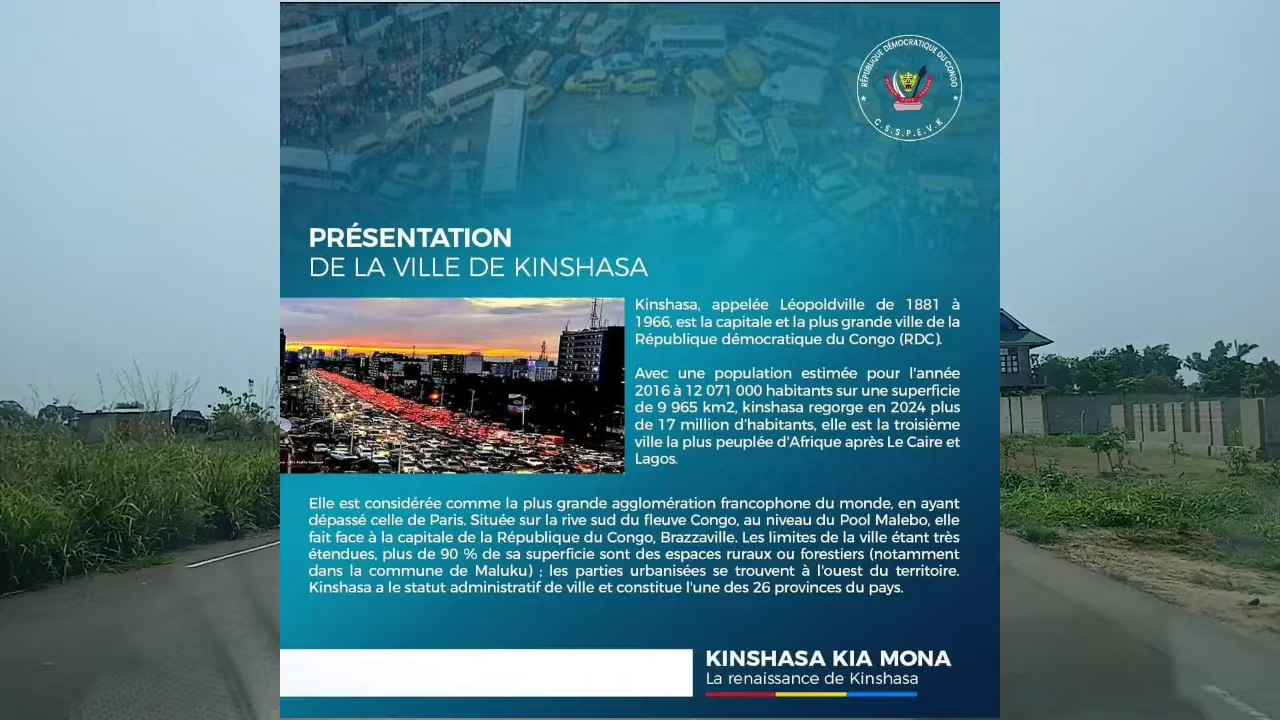 RÉPUBLIQUE DÉMOCRATIQUE DU CONGO
C.S.S.P.E.V.K
PRÉSENTATION
DE LA VILLE DE KINSHASA
Kinshasa, appelée Léopoldville de 1881 à
1966, est la capitale et la plus grande ville de la
République démocratique du Congo (RDC).
Avec une population estimée pour l'année
2016 à 12 071 000 habitants sur une superficie
de 9 965 km2, kinshasa regorge en 2024 plus
de 17 million d'habitants, elle est la troisième
ville la plus peuplée d'Afrique après Le Caire et
Lagos.
Elle est considérée comme la plus grande agglomération francophone du monde, en ayant
dépassé celle de Paris. Située sur la rive sud du fleuve Congo, au niveau du Pool Malebo, elle
fait face à la capitale de la République du Congo, Brazzaville. Les limites de la ville étant très
étendues, plus de 90 % de sa superficie sont des espaces ruraux ou forestiers (notamment
dans la commune de Maluku) ; les parties urbanisées se trouvent à l'ouest du territoire.
Kinshasa a le statut administratif de ville et constitue l'une des 26 provinces du pays.
KINSHASA KIA MONA
La renaissance de Kinshasa